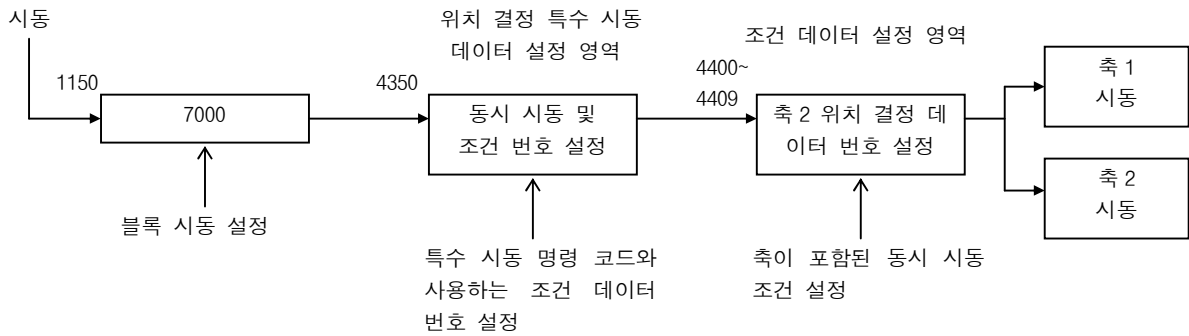 시동
1150
7000
블록 시동 설정
4350
위치 결정 특수 시동
데이터 설정 영역
동시 시동 및
조건 번호 설정
특수 시동 명령 코드와
사용하는 조건 데이터
번호 설정
조건 데이터 설정 영역
4400~
4409
축 2 위치 결정 데
이터 번호 설정
축이 포함된 동시 시동
조건 설정
축 1
시동
축 2
시동